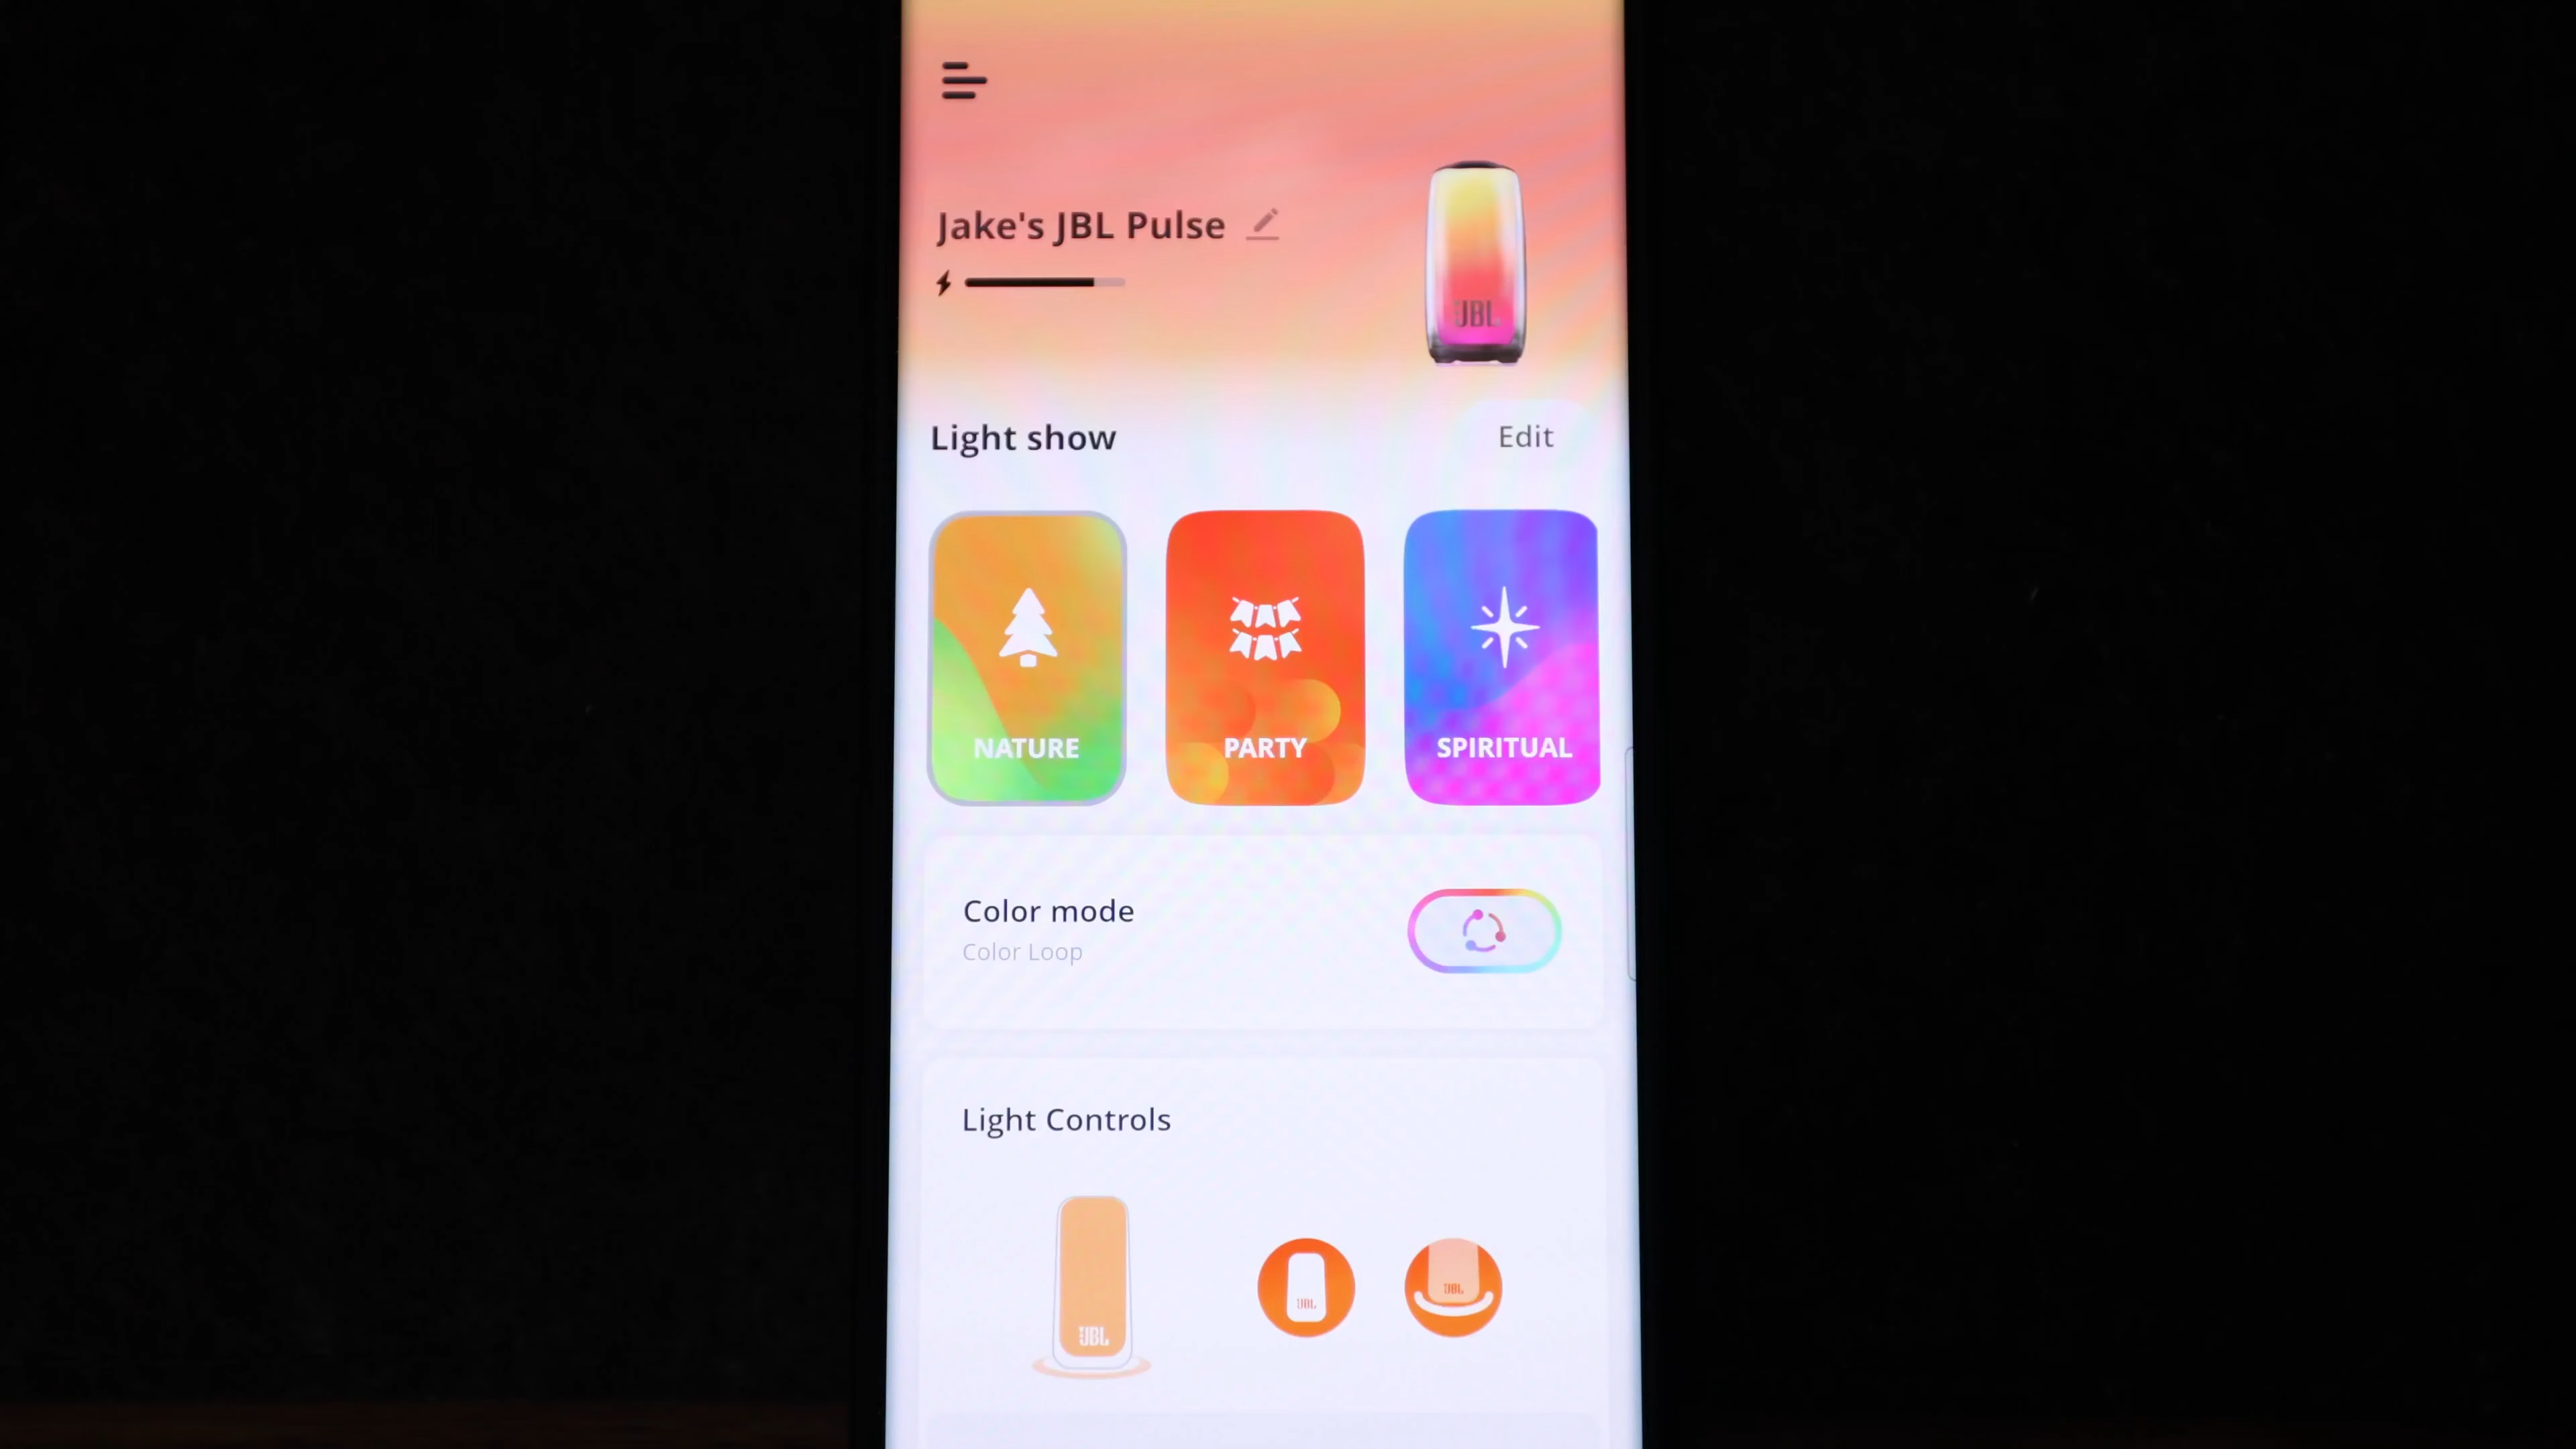 Jake's JBL Pulse
JBL
Light show
Edit
NATURE
PARTY
SPIRITUAL
Color mode
Color Loop
Light Controls
JBL
JBL
JBL